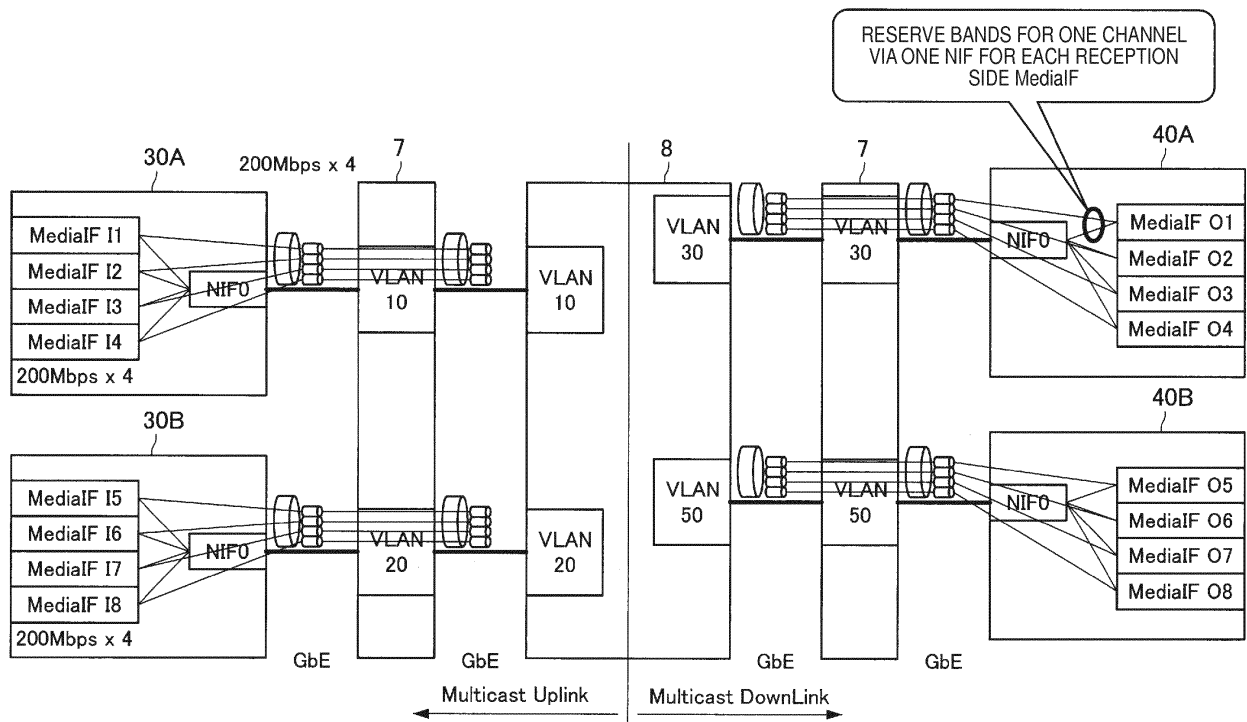 RESERVE BANDS FOR ONE CHANNEL
VIA ONE NIF FOR EACH RECEPTION
SIDE MediaIF
30A
200Mbps x 4
7
8
7
40A
MediaIF I1
MediaIF I2
MediaIF I3
MediaIF I4
NIF0
200Mbps x 4
VLAN
10
VLAN
10
VLAN
30
VLAN
30
NIF0
MediaIF O1
MediaIF O2
MediaIF O3
MediaIF O4
30B
40B
MediaIF I5
MediaIF I6
MediaIF I7
MediaIF I8
NIF0
200Mbps x 4
VLAN
20
VLAN
20
VLAN
50
VLAN
50
NIF0
MediaIF O5
MediaIF O6
MediaIF O7
MediaIF O8
GbE
GbE
GbE
GbE
Multicast Uplink
Multicast DownLink